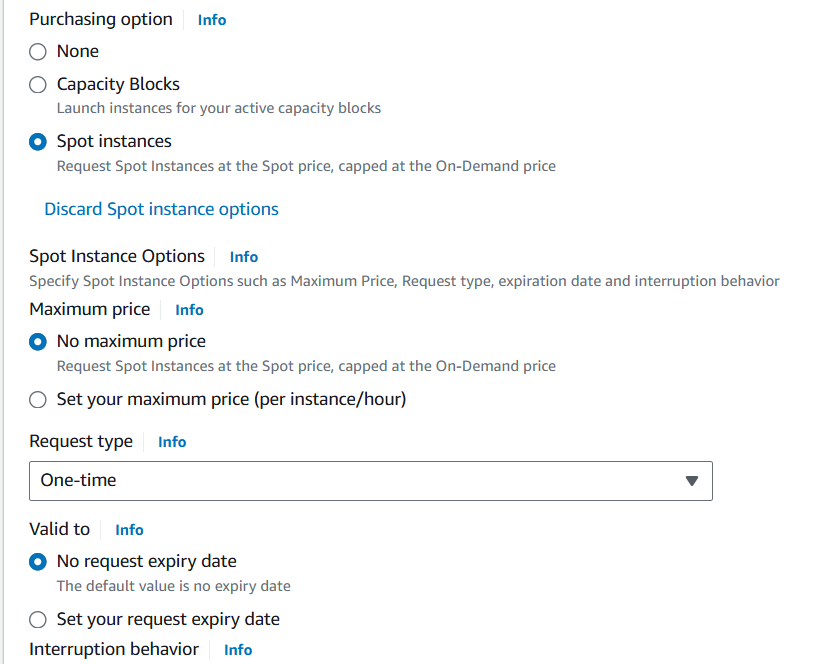 Purchasing option Info
None
Capacity Blocks
Launch instances for your active capacity blocks
Spot instances
Request Spot Instances at the Spot price, capped at the On-Demand price
Discard Spot instance options
Spot Instance Options Info
Specify Spot Instance Options such as Maximum Price, Request type, expiration date and interruption behavior
Maximum price Info
No maximum price
Request Spot Instances at the Spot price, capped at the On-Demand price
Set your maximum price (per instance/hour)
Request type Info
One-time
Valid to Info
No request expiry date
The default value is no expiry date
Set your request expiry date
Interruption behavior Info